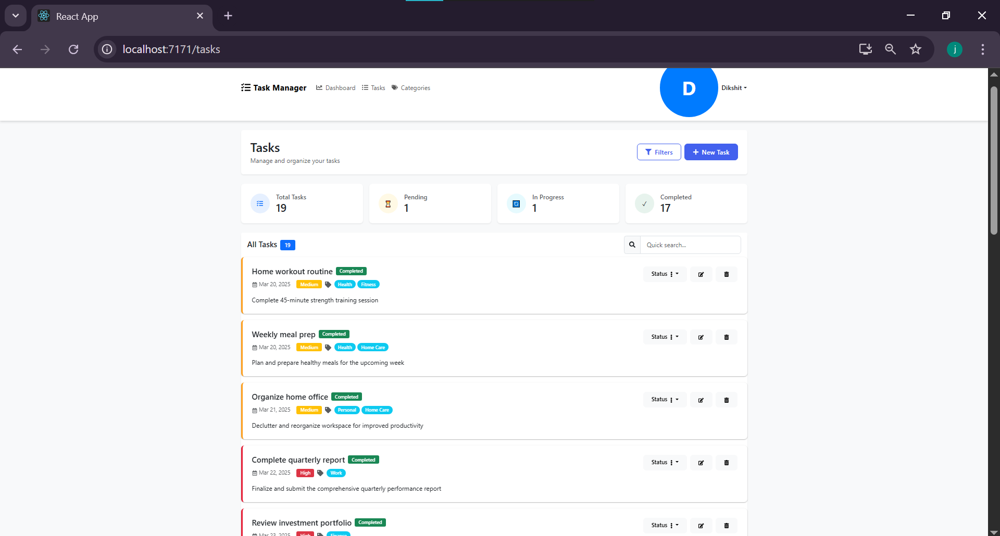 React App
localhost:7171/tasks
j
Task Manager Dashboard Tasks Categories
D Dikshit
Tasks
Manage and organize your tasks
Filters New Task
Total Tasks
19
Pending
1
In Progress
1
Completed
17
All Tasks 19
Quick search...
Home workout routine Completed
Status
Mar 20, 2025 Medium Health Fitness
Complete 45-minute strength training session
Weekly meal prep Completed
Status
Mar 20, 2025 Medium Health Home Care
Plan and prepare healthy meals for the upcoming week
Organize home office Completed
Status
Mar 21, 2025 Medium Personal Home Care
Declutter and reorganize workspace for improved productivity
Complete quarterly report Completed
Status
Mar 22, 2025 High Work
Finalize and submit the comprehensive quarterly performance report
Review investment portfolio Completed
Status
Mar 23, 2025 High Finance